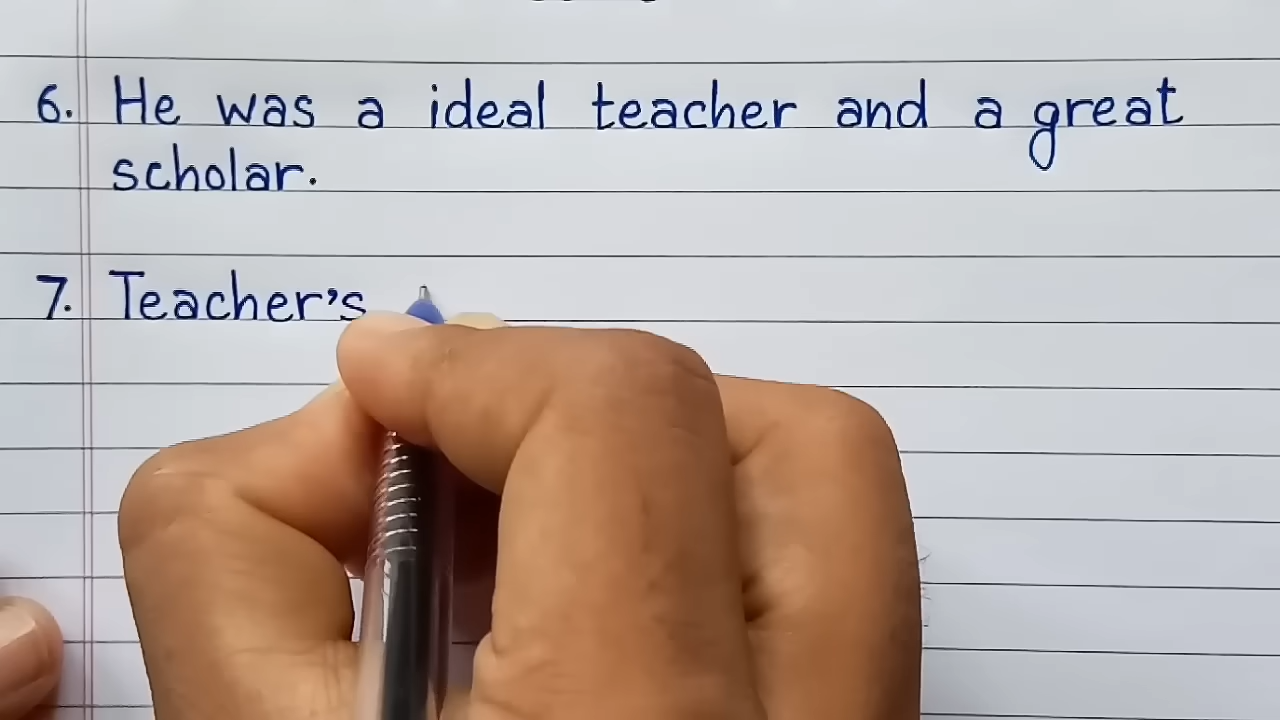 6. He was a ideal teacher and a great
scholar.
7. Teacher's